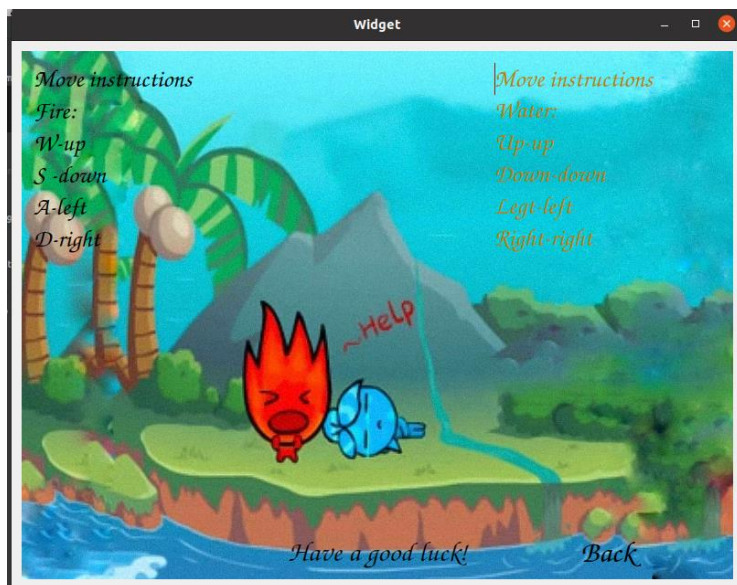 Widget
Move instructions
Fire:
W-up
S -down
A-left
D-right
Move instructions
Water:
Up-up
Down-down
Legt-left
Right-right
~Help
Have a good luck!
Back